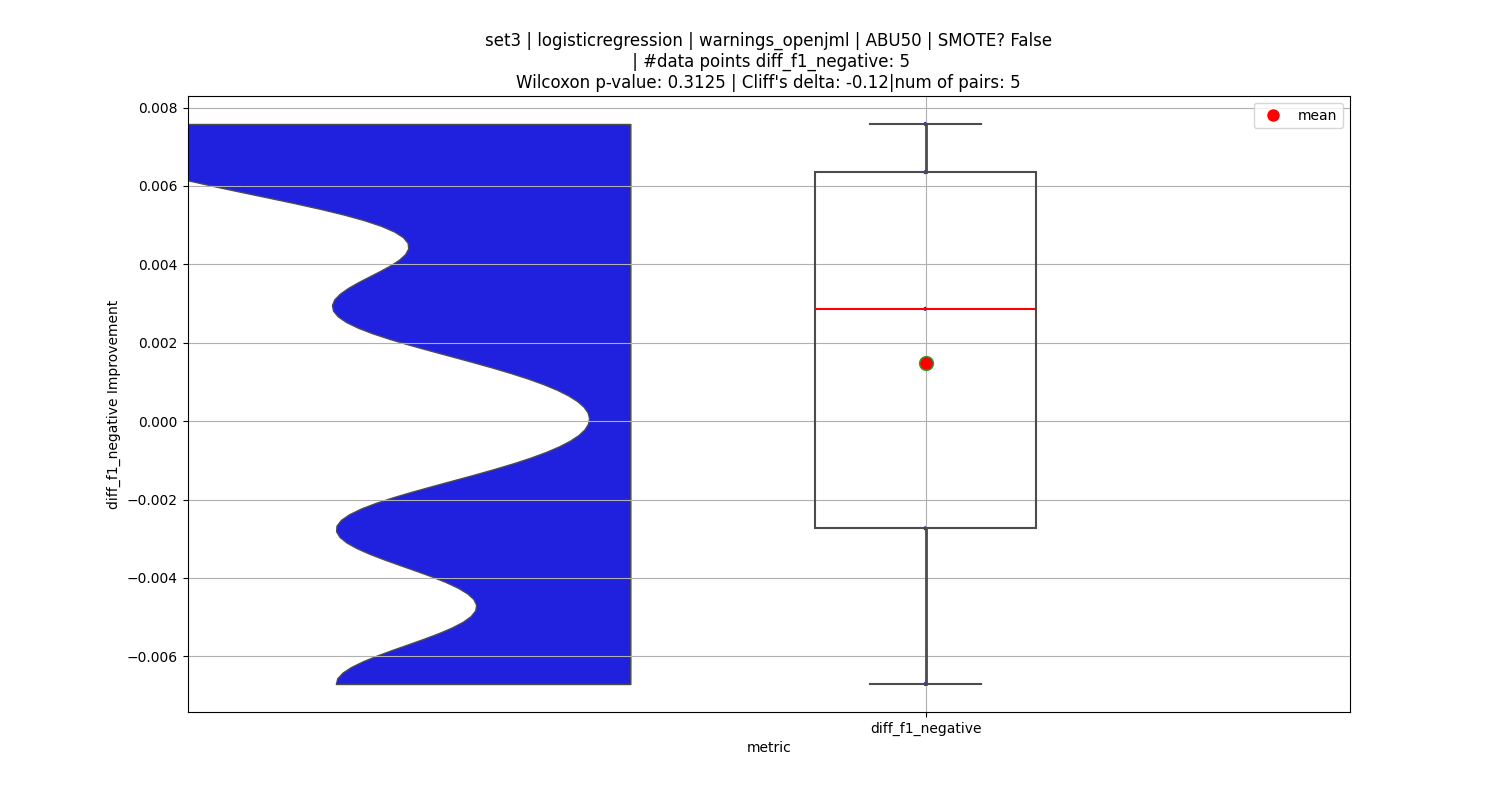 set3 | logisticregression | warnings_openjml | ABU50 | SMOTE? False
| #data points diff_f1_negative: 5
Wilcoxon p-value: 0.3125 | Cliff's delta: -0.12|num of pairs: 5
mean
0.008
0.006
0.004
0.002
0.000
−0.002
−0.004
−0.006
diff_f1_negative Improvement
diff_f1_negative
metric